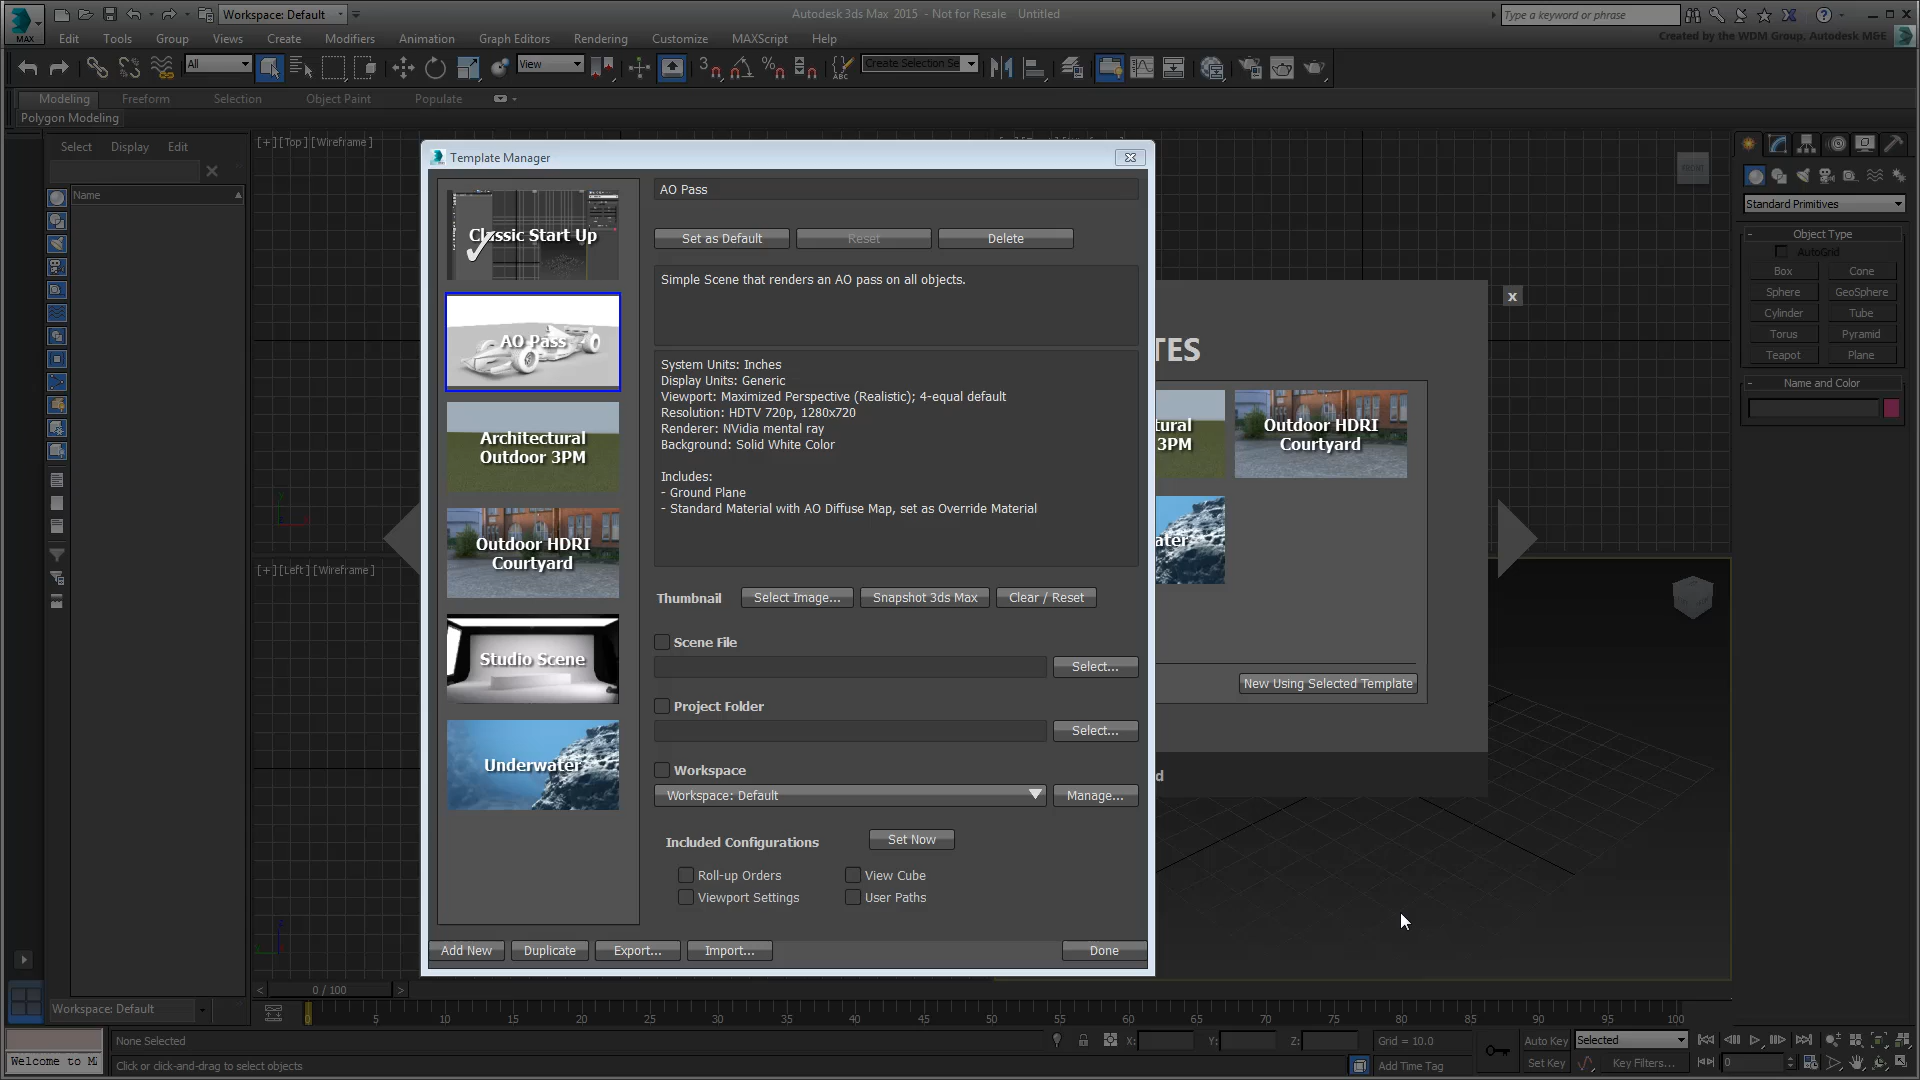 Workspace: Default
Autodesk 3ds Max 2015 - Not for Resale Untitled
Type a keyword or phrase
MAX
Edit Tools Group Views Create Modifiers Animation Graph Editors Rendering Customize MAXScript Help
Created by the WDM Group, Autodesk M&E
All
View
Create Selection Se
Modeling Freeform Selection Object Paint Populate
Polygon Modeling
Select Display Edit
Name
[+][Top][Wireframe]
[+][Left][Wireframe]
Template Manager
Classic Start Up
AO Pass
Architectural
Outdoor 3PM
Outdoor HDRI
Courtyard
Studio Scene
Underwater
AO Pass
Set as Default
Reset
Delete
Simple Scene that renders an AO pass on all objects.
System Units: Inches
Display Units: Generic
Viewport: Maximized Perspective (Realistic); 4-equal default
Resolution: HDTV 720p, 1280x720
Renderer: NVidia mental ray
Background: Solid White Color
Includes:
- Ground Plane
- Standard Material with AO Diffuse Map, set as Override Material
Thumbnail
Select Image...
Snapshot 3ds Max
Clear / Reset
Scene File
Select...
Project Folder
Select...
Workspace
Workspace: Default
Manage...
Included Configurations
Set Now
Roll-up Orders
View Cube
Viewport Settings
User Paths
Add New
Duplicate
Export...
Import...
Done
x
TES
tural
3PM
Outdoor HDRI
Courtyard
ater
New Using Selected Template
d
FRONT
Standard Primitives
- Object Type
AutoGrid
Box Cone
Sphere GeoSphere
Cylinder Tube
Torus Pyramid
Teapot Plane
- Name and Color
< 0 / 100 >
Workspace: Default
0 5 10 15 20 25 30 35 40 45 50 55 60 65 70 75 80 85 90 95 100
None Selected
X: Y: Z:
Grid = 10.0
Auto Key
Selected
Welcome to M
Click or click-and-drag to select objects
Add Time Tag
Set Key
Key Filters...
0